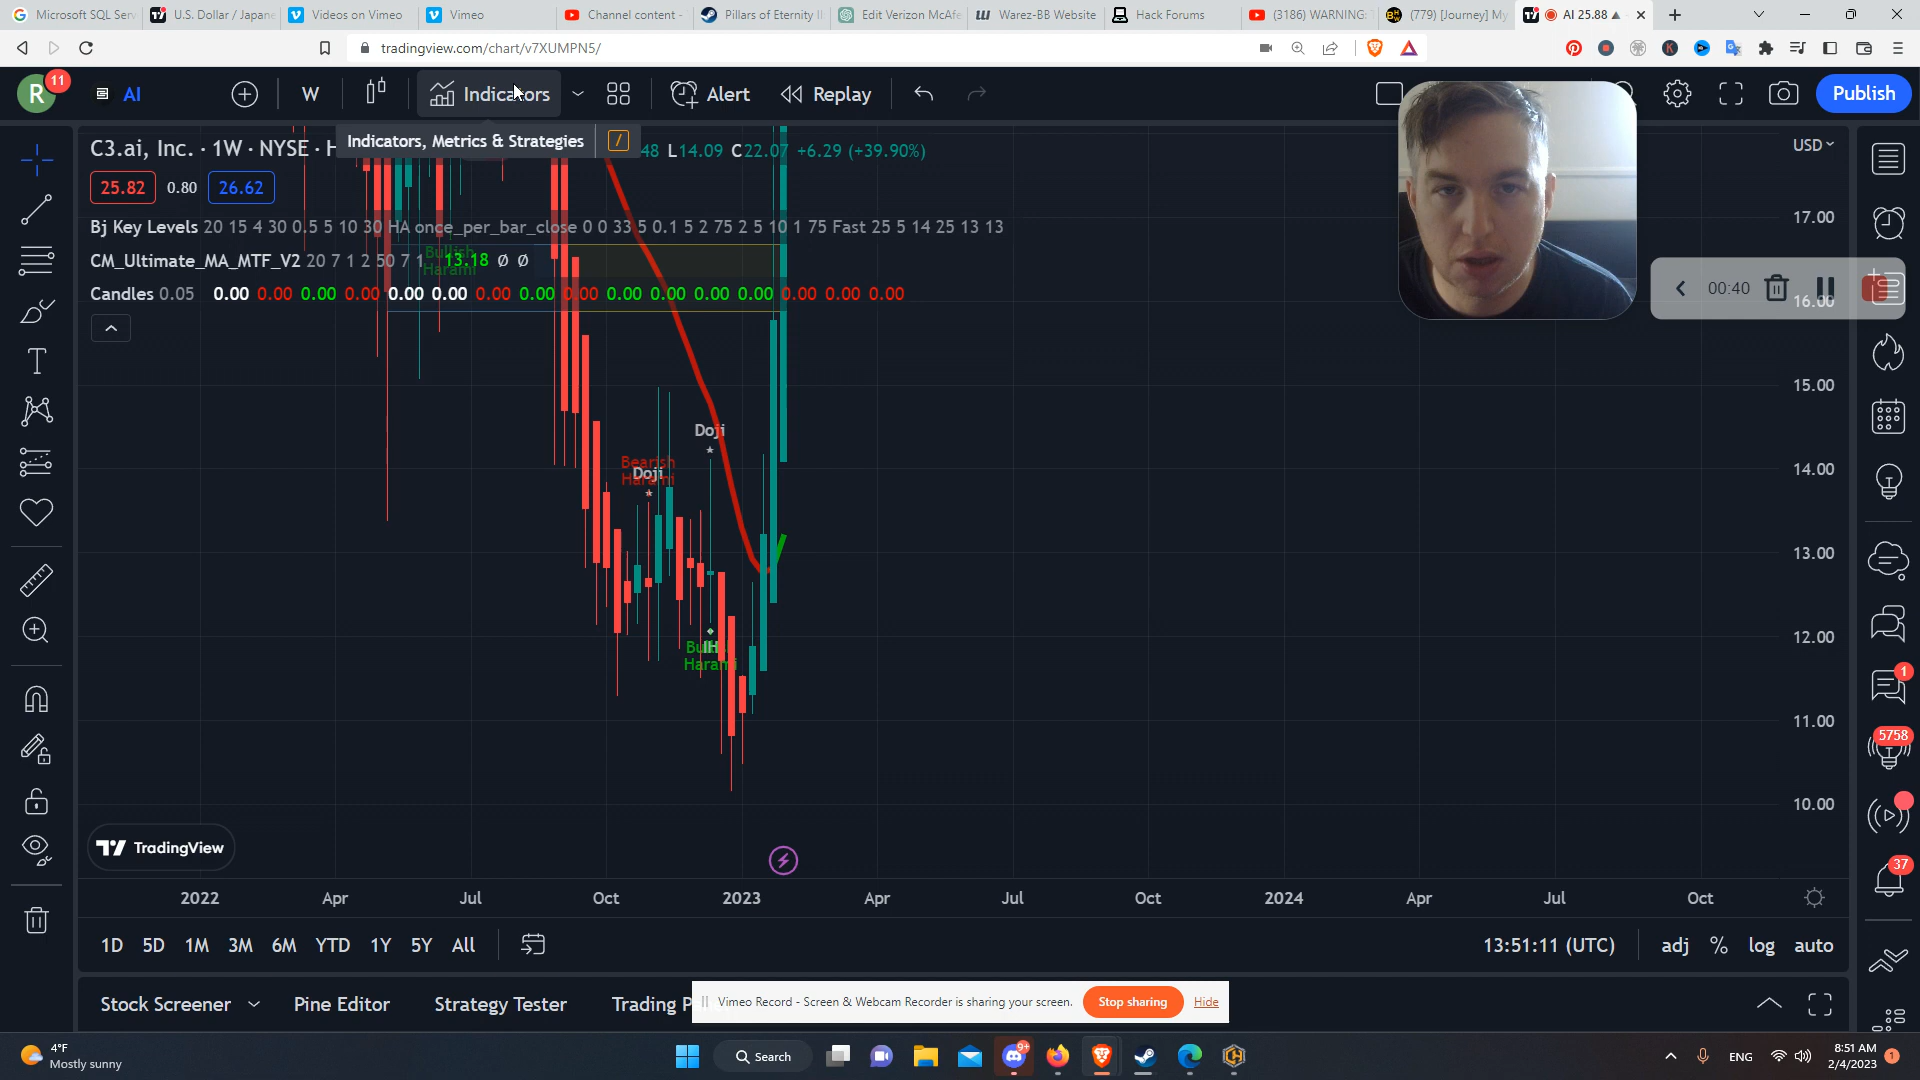 Microsoft SQL Serv
U.S. Dollar / Japane
Videos on Vimeo
Vimeo
Channel content -
Pillars of Eternity II
Edit Verizon McAfe
Warez-BB Website
Hack Forums
(3186) WARNING:
(779) [Journey] My
AI 25.88
tradingview.com/chart/v7XUMPN5/
R
11
AI
W
Indicators
Alert
Replay
Publish
Indicators, Metrics & Strategies
/
C3.ai, Inc. · 1W · NYSE · H
48 L14.09 C22.07 +6.29 (+39.90%)
USD
25.82
0.80
26.62
Bj Key Levels 20 15 4 30 0.5 5 10 30 HA once_per_bar_close 0 0 33 5 0.1 5 2 75 2 5 10 1 75 Fast 25 5 14 25 13 13
CM_Ultimate_MA_MTF_V2 20 7 1 2 50 7 1 13.18 Ø Ø
Bullish
Harami
Candles 0.05 0.00 0.00 0.00 0.00 0.00 0.00 0.00 0.00 0.00 0.00 0.00 0.00 0.00 0.00 0.00 0.00
00:40
17.00
16.00
15.00
14.00
13.00
12.00
11.00
10.00
Doji
Bearish
Doji
Harami
Harami
1
5758
37
TradingView
2022
Apr
Jul
Oct
2023
Apr
Jul
Oct
2024
Apr
Jul
Oct
1D 5D 1M 3M 6M YTD 1Y 5Y All
13:51:11 (UTC)
adj % log auto
Stock Screener
Pine Editor
Strategy Tester
Trading
Vimeo Record - Screen & Webcam Recorder is sharing your screen.
Stop sharing
Hide
4°F
Mostly sunny
Search
9+
ENG
8:51 AM
2/4/2023
1